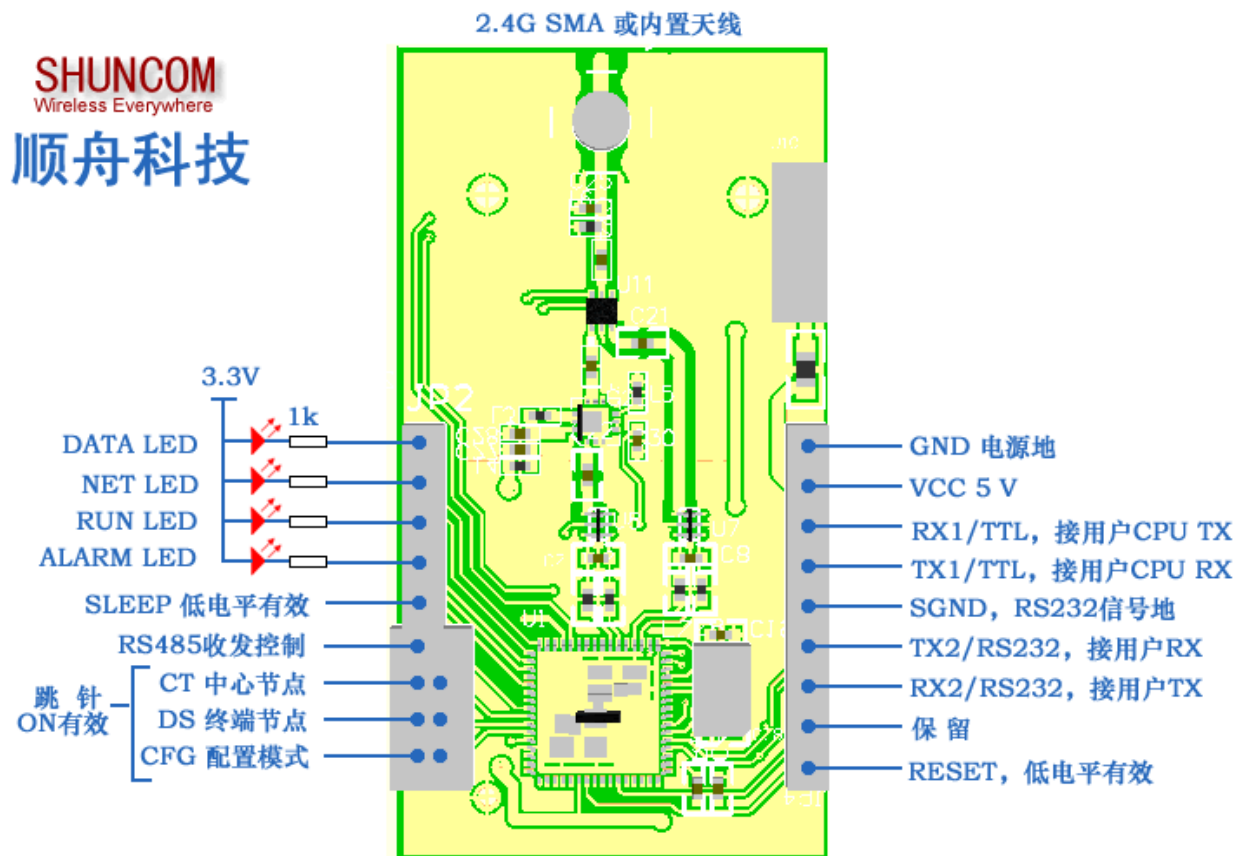 2.4G SMA 或内置天线
SHUNCOM
Wireless Everywhere
顺舟科技
U11
C21
3.3V
1k
JP2
DATA LED
NET LED
RUN LED
ALARM LED
SLEEP 低电平有效
RS485收发控制
跳 针
ON有效
CT 中心节点
DS 终端节点
CFG 配置模式
U7
C8
U1
GND 电源地
VCC 5 V
RX1/TTL，接用户CPU TX
TX1/TTL，接用户CPU RX
SGND，RS232信号地
TX2/RS232，接用户RX
RX2/RS232，接用户TX
保 留
RESET，低电平有效